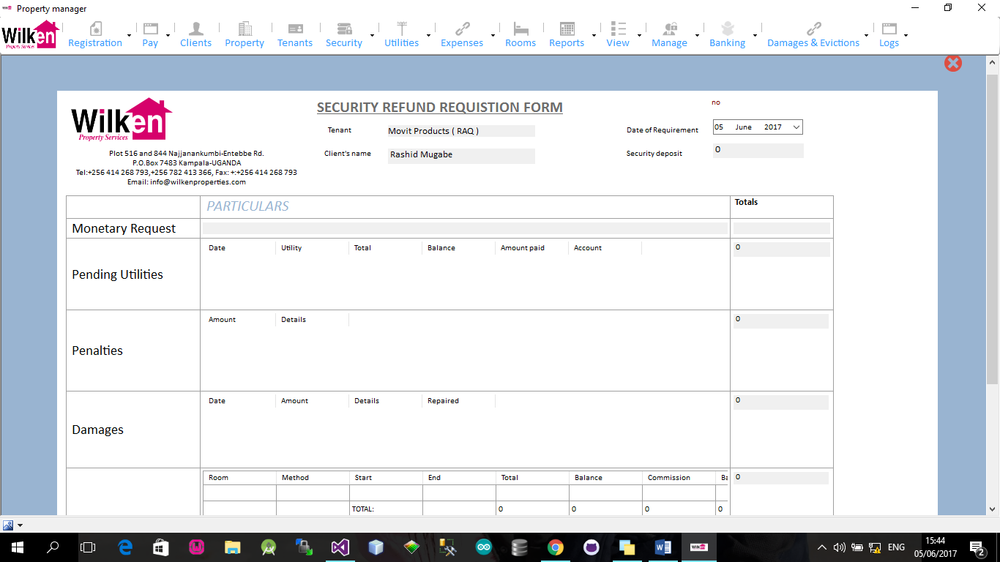 Property manager
Wilken
Property Services
Registration Pay Clients Property Tenants Security Utilities Expenses Rooms Reports View Manage Banking Damages & Evictions Logs
Wilken
Property Services
SECURITY REFUND REQUISTION FORM
no
Tenant Movit Products ( RAQ ) Date of Requirement 05 June 2017
Client's name Rashid Mugabe Security deposit 0
Plot 516 and 844 Najjanankumbi-Entebbe Rd.
P.O.Box 7483 Kampala-UGANDA
Tel:+256 414 268 793,+256 782 413 366, Fax: +:+256 414 268 793
Email: info@wilkenproperties.com
PARTICULARS Totals
Monetary Request
Date Utility Total Balance Amount paid Account 0
Pending Utilities
Amount Details 0
Penalties
Date Amount Details Repaired 0
Damages
Room Method Start End Total Balance Commission Ba 0
TOTAL: 0 0 0 0
ENG 15:44
05/06/2017 2